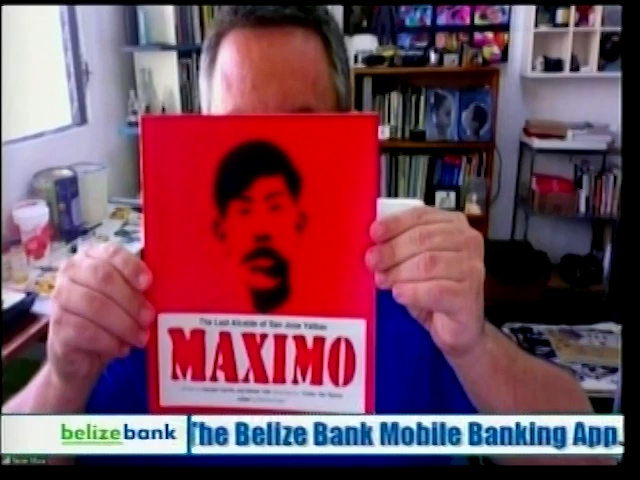 The Last Alcalde of San Jose Yalbac
MAXIMO
belizebank
The Belize Bank Mobile Banking App.